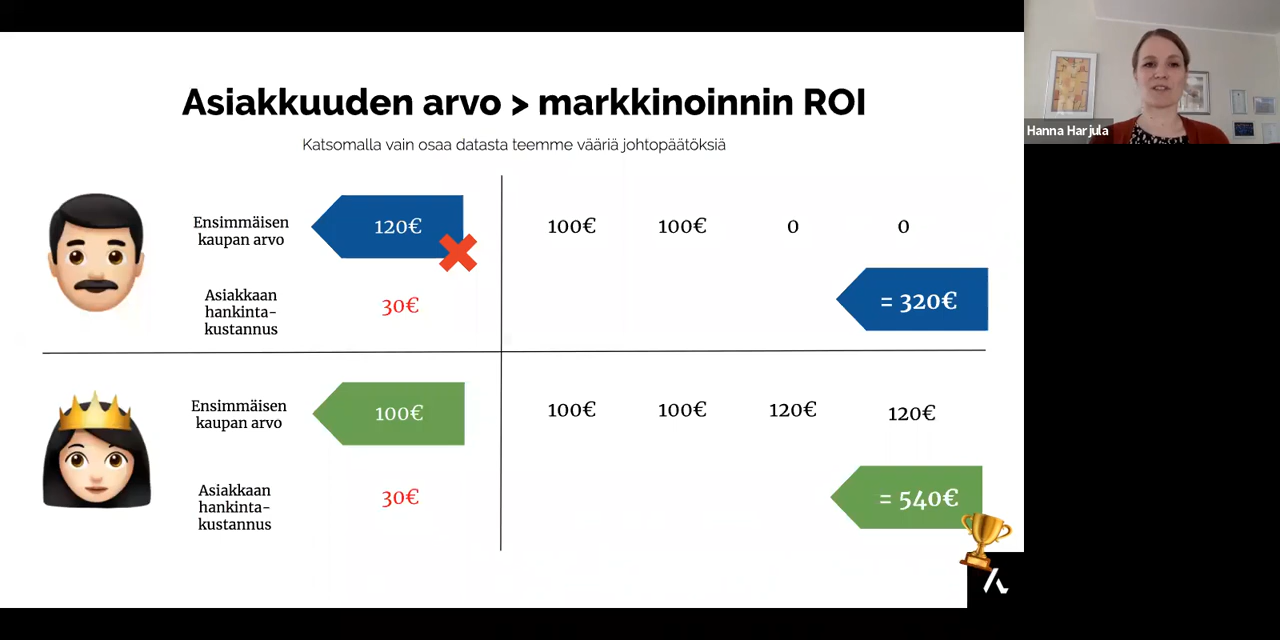 Asiakkuuden arvo > markkinoinnin ROI
Katsomalla vain osaa datasta teemme vääriä johtopäätöksiä
Hanna Harjula
Ensimmäisen
kaupan arvo
120€
100€
100€
0
0
Asiakkaan
hankinta-
kustannus
30€
= 320€
Ensimmäisen
kaupan arvo
100€
100€
100€
120€
120€
Asiakkaan
hankinta-
kustannus
30€
= 540€